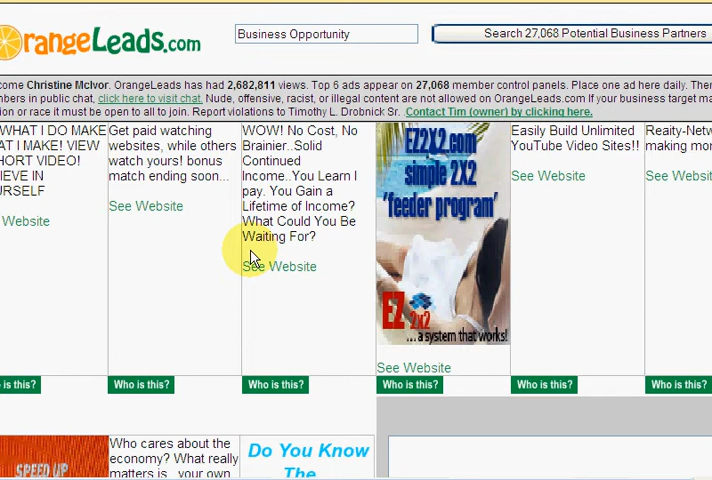 rangeLeads.com
Business Opportunity
Search 27,068 Potential Business Partners
come Christine McIvor. OrangeLeads has had 2,682,811 views. Top 6 ads appear on 27,068 member control panels. Place one ad here daily. Ther
mbers in public chat, click here to visit chat. Nude, offensive, racist, or illegal content are not allowed on OrangeLeads.com If your business target ma
ion or race it must be open to all to join. Report violations to Timothy L. Drobnick Sr. Contact Tim (owner) by clicking here.
WHAT I DO MAKE
AT I MAKE! VIEW
HORT VIDEO!
IEVE IN
URSELF
Website
Get paid watching
websites, while others
watch yours! bonus
match ending soon...
See Website
WOW! No Cost, No
Brainier..Solid
Continued
Income..You Learn I
pay. You Gain a
Lifetime of Income?
What Could You Be
Waiting For?
See Website
EZ2X2.com
simple 2X2
'feeder program'
EZ
2x2
...a system that works!
See Website
Easily Build Unlimited
YouTube Video Sites!!
See Website
Reaity-Netw
making mor
See Websit
o is this?
Who is this?
Who is this?
Who is this?
Who is this?
Who is this?
SPEED UP
Who cares about the
economy? What really
matters is your own
Do You Know
The